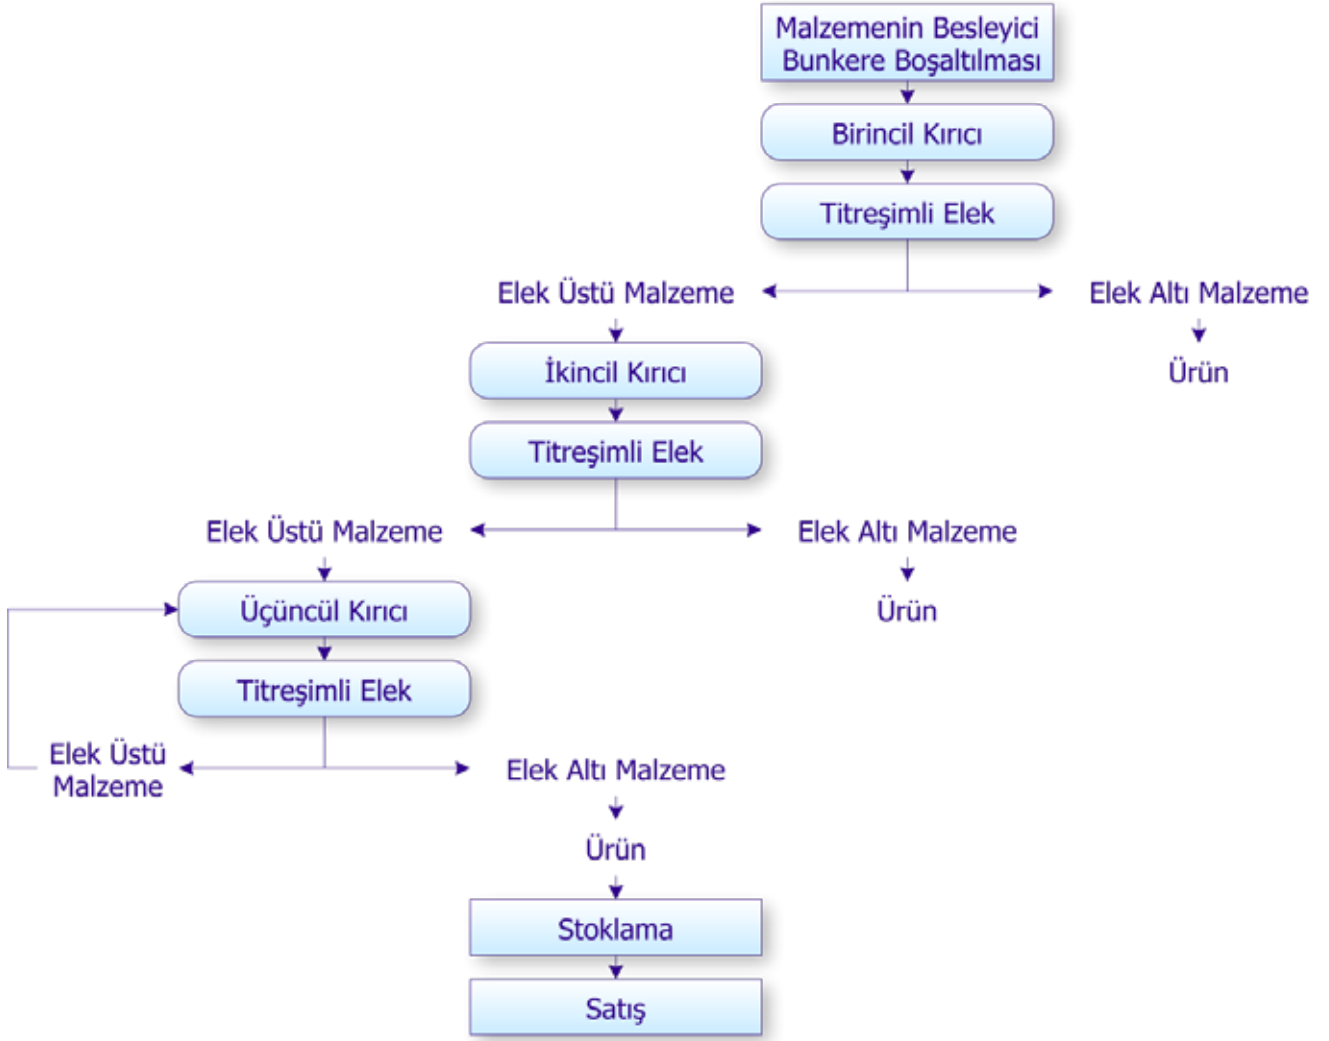 Malzemenin Besleyici
Bunkere Boşaltılması
Birincil Kırıcı
Titreşimli Elek
Elek Üstü Malzeme
Elek Altı Malzeme
Ürün
İkincil Kırıcı
Titreşimli Elek
Elek Üstü Malzeme
Elek Altı Malzeme
Ürün
Üçüncül Kırıcı
Titreşimli Elek
Elek Üstü
Malzeme
Elek Altı Malzeme
Ürün
Stoklama
Satış